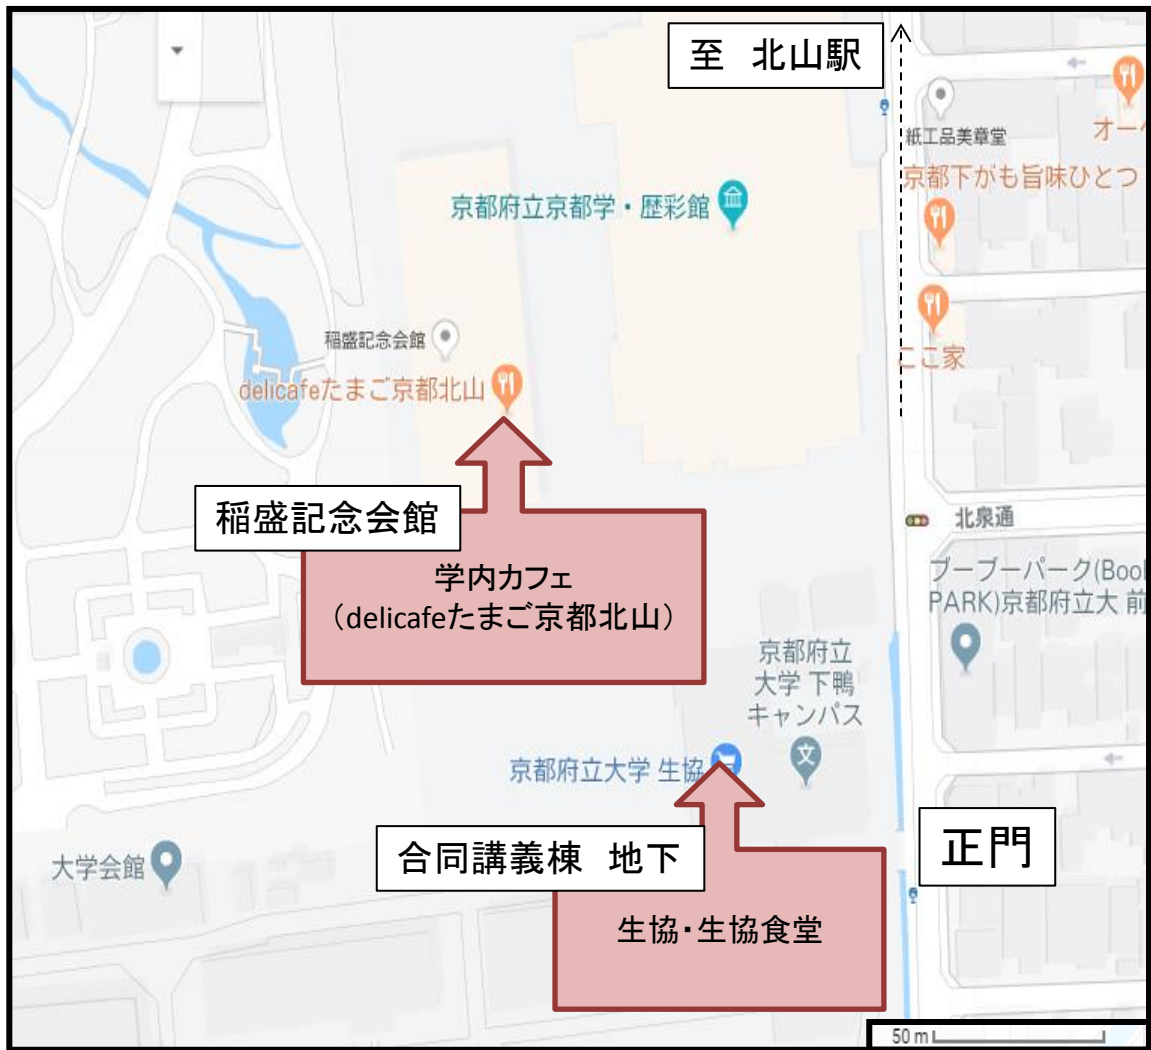 至 北山駅
紙工品美章堂
オー
京都下がも旨味ひとつ
京都府立京都学・歴彩館
稲盛記念会館
delicafeたまご京都北山
ここ家
稲盛記念会館
北泉通
学内カフェ
（delicafeたまご京都北山）
ブーブーパーク(Boo
PARK)京都府立大 前
京都府立
大学 下鴨
キャンパス
文
京都府立大学 生協
正門
合同講義棟 地下
大学会館
生協・生協食堂
50 m